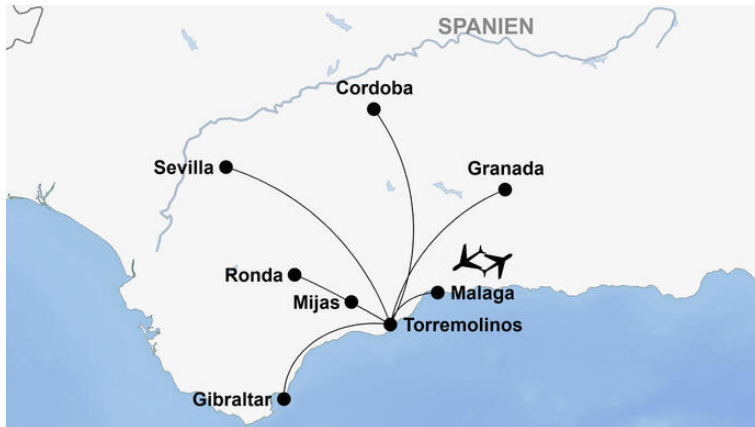 SPANIEN
Cordoba
Sevilla
Granada
Ronda
Mijas
Malaga
Torremolinos
Gibraltar